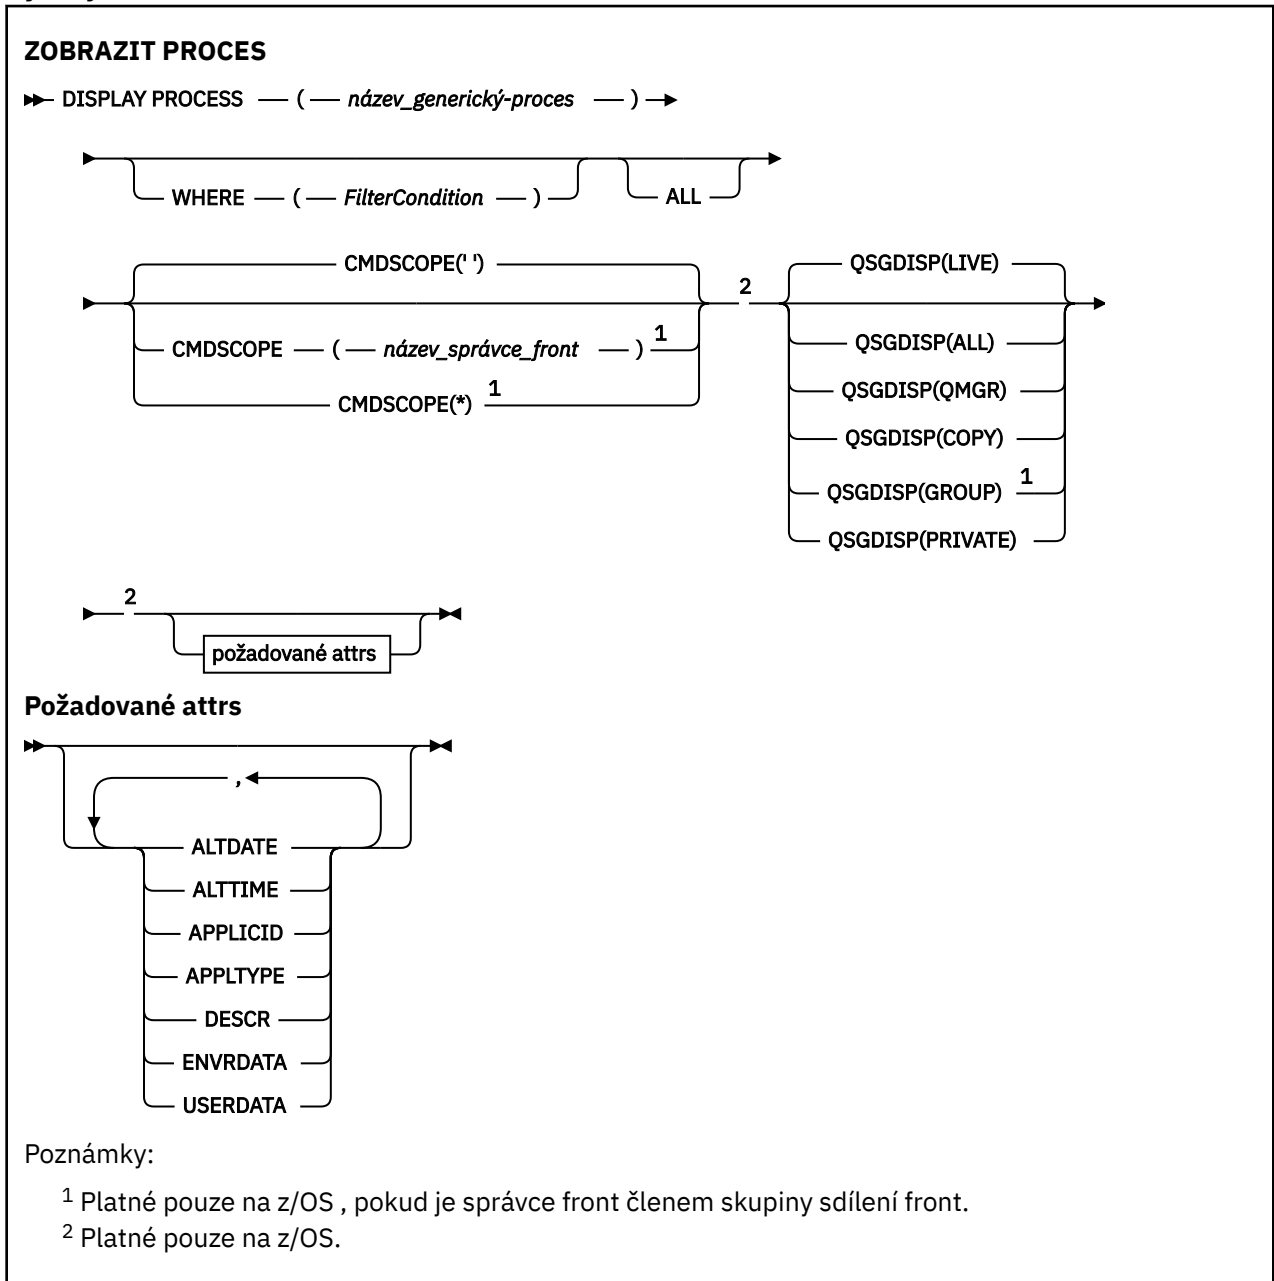 ZOBRAZIT PROCES
DISPLAY PROCESS ( název_generický-proces )
WHERE ( FilterCondition ) ALL
CMDSCOPE(' ')
CMDSCOPE ( název_správce_front ) 1
CMDSCOPE(*) 1
2
QSGDISP(LIVE)
QSGDISP(ALL)
QSGDISP(QMGR)
QSGDISP(COPY)
QSGDISP(GROUP) 1
QSGDISP(PRIVATE)
2
požadované attrs
Požadované attrs
,
ALTDATE
ALTTIME
APPLICID
APPLTYPE
DESCR
ENVRDATA
USERDATA
Poznámky:
1 Platné pouze na z/OS , pokud je správce front členem skupiny sdílení front.
2 Platné pouze na z/OS.